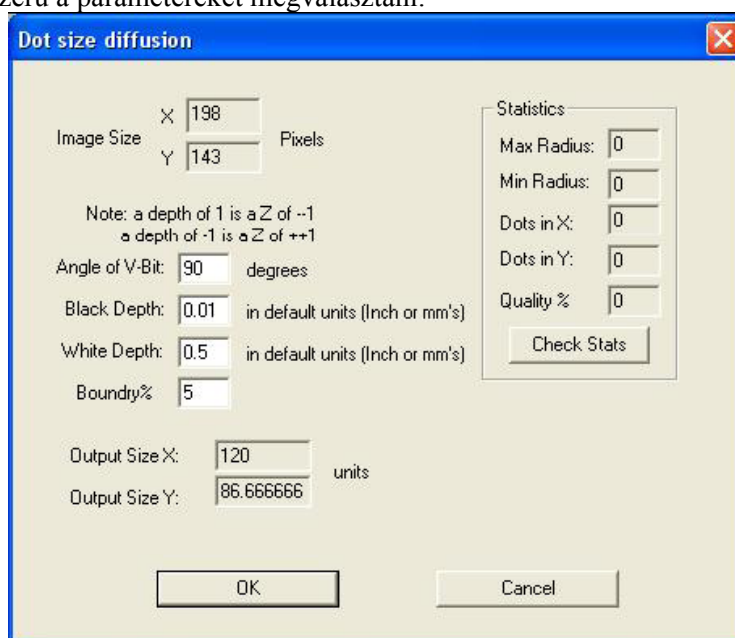 a paramétereket megválasztani.
Dot size diffusion
Image Size X 198 Pixels
Y 143
Note: a depth of 1 is a Z of --1
a depth of -1 is a Z of ++1
Angle of V-Bit: 90 degrees
Black Depth: 0.01 in default units (Inch or mm's)
White Depth: 0.5 in default units (Inch or mm's)
Boundry% 5
Output Size X: 120 units
Output Size Y: 86.666666
Statistics
Max Radius: 0
Min Radius: 0
Dots in X: 0
Dots in Y: 0
Quality % 0
Check Stats
OK Cancel